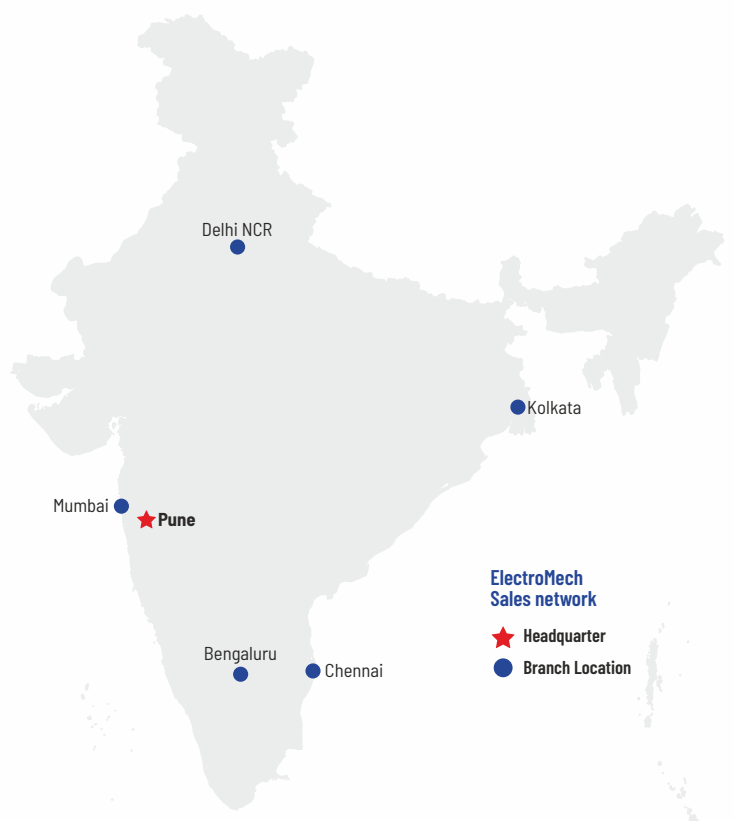 Delhi NCR
Kolkata
Mumbai
Pune
ElectroMech
Sales network
Headquarter
Bengaluru
Chennai
Branch Location